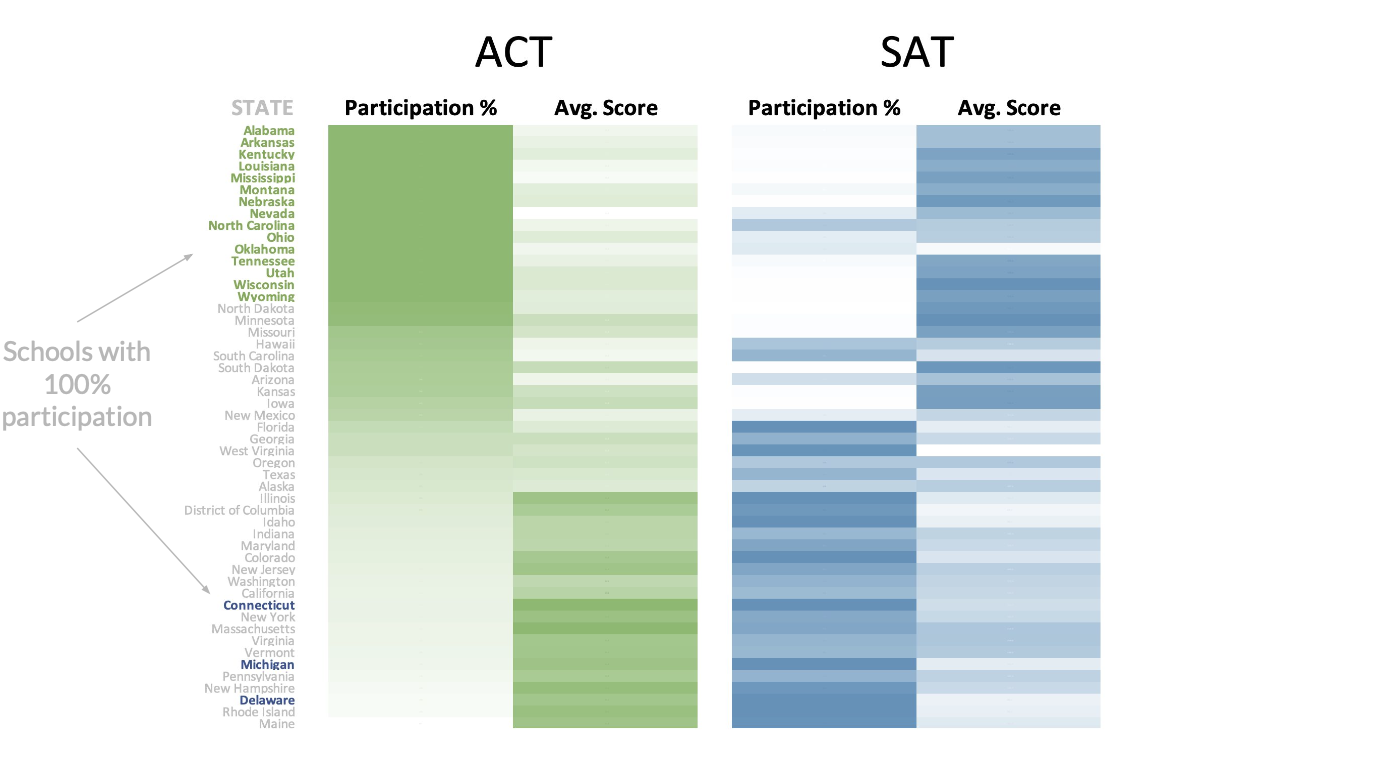 ACT SAT
STATE Participation % Avg. Score Participation % Avg. Score
Alabama
Arkansas
Kentucky
Louisiana
Mississippi
Montana
Nebraska
Nevada
North Carolina
Ohio
Oklahoma
Tennessee
Utah
Wisconsin
Wyoming
North Dakota
Minnesota
Missouri
Hawaii
South Carolina
South Dakota
Arizona
Kansas
Iowa
New Mexico
Florida
Georgia
West Virginia
Oregon
Texas
Alaska
Illinois
District of Columbia
Idaho
Indiana
Maryland
Colorado
New Jersey
Washington
California
Connecticut
New York
Massachusetts
Virginia
Vermont
Michigan
Pennsylvania
New Hampshire
Delaware
Rhode Island
Maine
Schools with
100%
participation